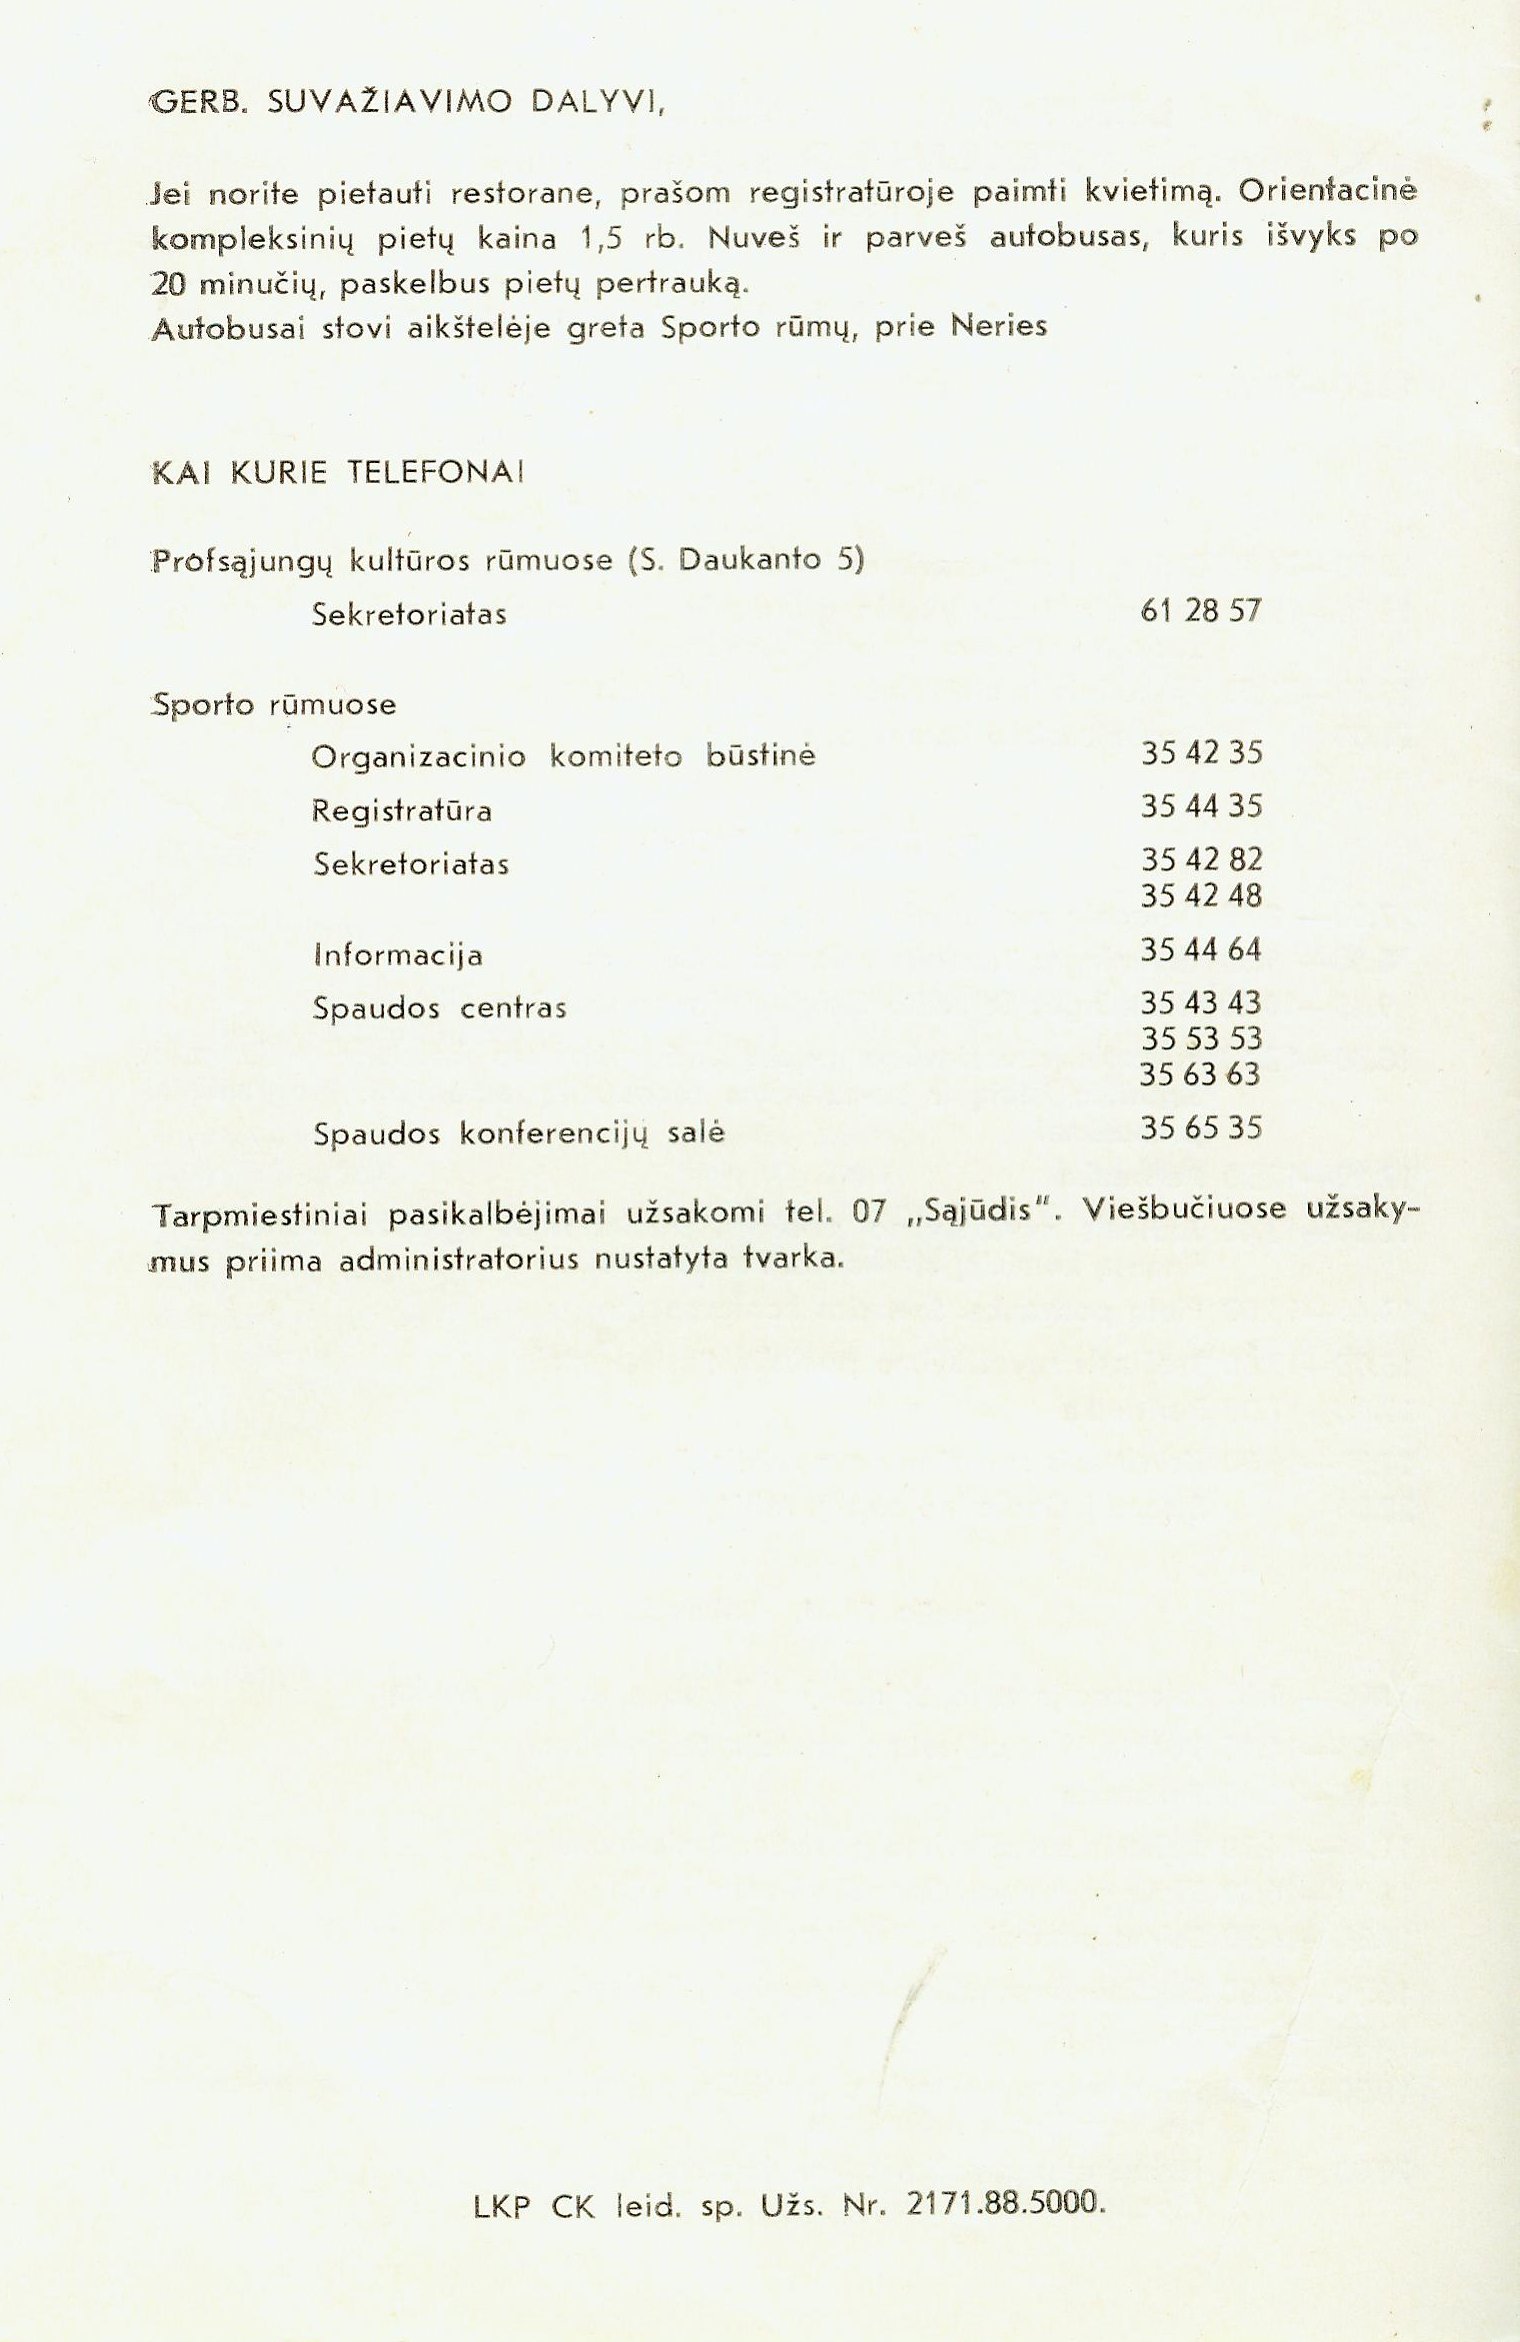 GERB. SUVAŽIAVIMO DALYVI,
Jei norite pietauti restorane, prašom registratūroje paimti kvietimą. Orientacinė
kompleksinių pietų kaina 1,5 rb. Nuveš ir parveš autobusas, kuris išvyks po
20 minučių, paskelbus pietų pertrauką.
Autobusai stovi aikštelėje greta Sporto rūmų, prie Neries
KAI KURIE TELEFONAI
Profsąjungų kultūros rūmuose (S. Daukanto 5)
Sekretoriatas 61 28 57
Sporto rūmuose
Organizacinio komiteto būstinė 35 42 35
Registratūra 35 44 35
Sekretoriatas 35 42 82
35 42 48
Informacija 35 44 64
Spaudos centras 35 43 43
35 53 53
35 63 63
Spaudos konferencijų salė 35 65 35
Tarpmiestiniai pasikalbėjimai užsakomi tel. 07 „Sąjūdis". Viešbučiuose užsaky-
mus priima administratorius nustatyta tvarka.
LKP CK leid. sp. Užs. Nr. 2171.88.5000.